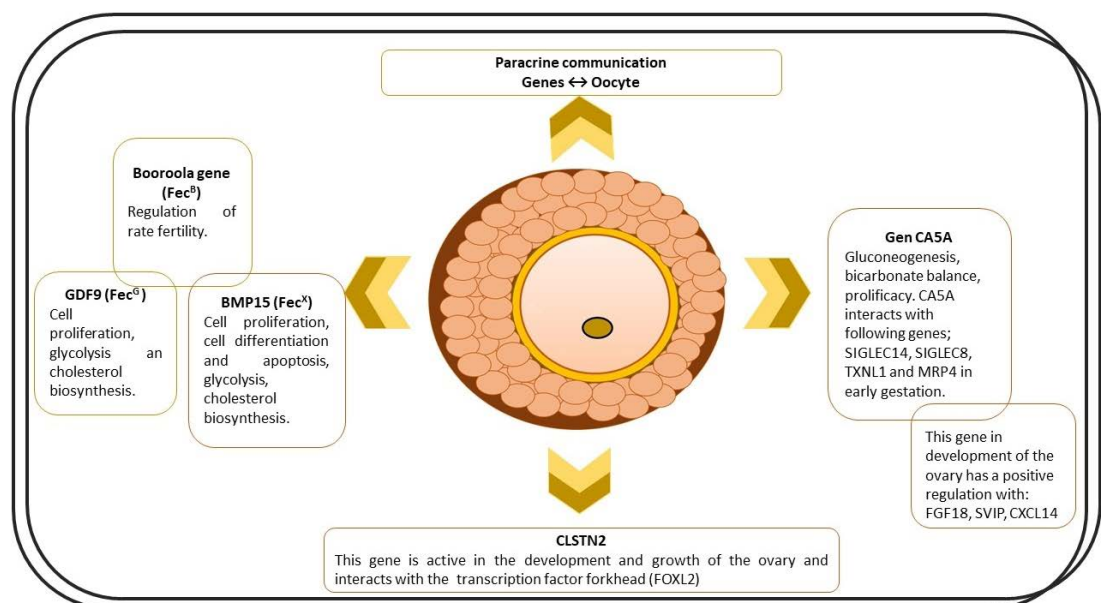 Paracrine communication
Genes ↔ Oocyte
Booroola gene
(Fecᴮ)
Regulation of
rate fertility.
GDF9 (Fecᴳ)
Cell
proliferation,
glycolysis an
cholesterol
biosynthesis.
BMP15 (Fecˣ)
Cell proliferation,
cell differentiation
and apoptosis,
glycolysis,
cholesterol
biosynthesis.
Gen CA5A
Gluconeogenesis,
bicarbonate balance,
prolificacy. CA5A
interacts with
following genes;
SIGLEC14, SIGLEC8,
TXNL1 and MRP4 in
early gestation.
This gene in
development of the
ovary has a positive
regulation with:
FGF18, SVIP, CXCL14
CLSTN2
This gene is active in the development and growth of the ovary and
interacts with the transcription factor forkhead (FOXL2)